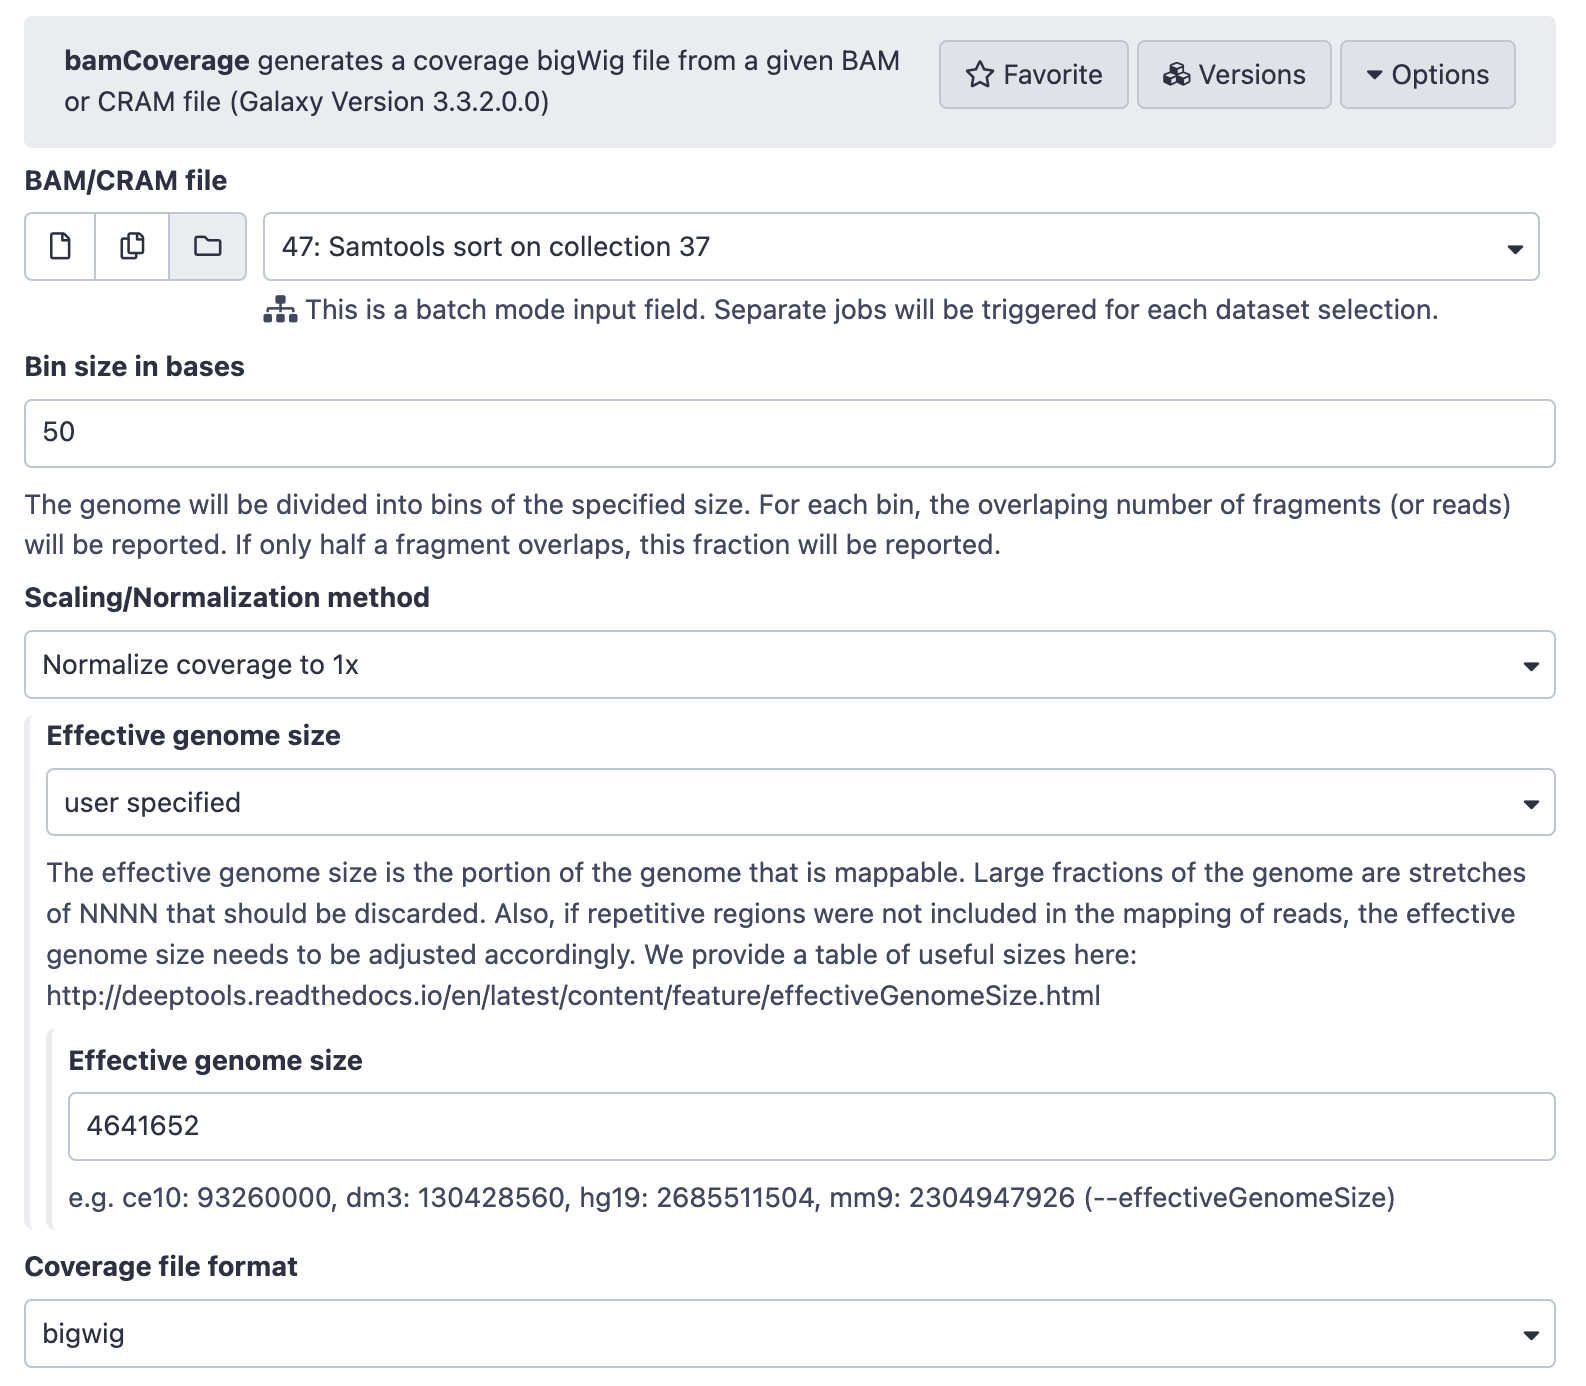 bamCoverage generates a coverage bigWig file from a given BAM
or CRAM file (Galaxy Version 3.3.2.0.0)
Favorite
Versions
Options
BAM/CRAM file
47: Samtools sort on collection 37
This is a batch mode input field. Separate jobs will be triggered for each dataset selection.
Bin size in bases
50
The genome will be divided into bins of the specified size. For each bin, the overlaping number of fragments (or reads)
will be reported. If only half a fragment overlaps, this fraction will be reported.
Scaling/Normalization method
Normalize coverage to 1x
Effective genome size
user specified
The effective genome size is the portion of the genome that is mappable. Large fractions of the genome are stretches
of NNNN that should be discarded. Also, if repetitive regions were not included in the mapping of reads, the effective
genome size needs to be adjusted accordingly. We provide a table of useful sizes here:
http://deeptools.readthedocs.io/en/latest/content/feature/effectiveGenomeSize.html
Effective genome size
4641652
e.g. ce10: 93260000, dm3: 130428560, hg19: 2685511504, mm9: 2304947926 (--effectiveGenomeSize)
Coverage file format
bigwig